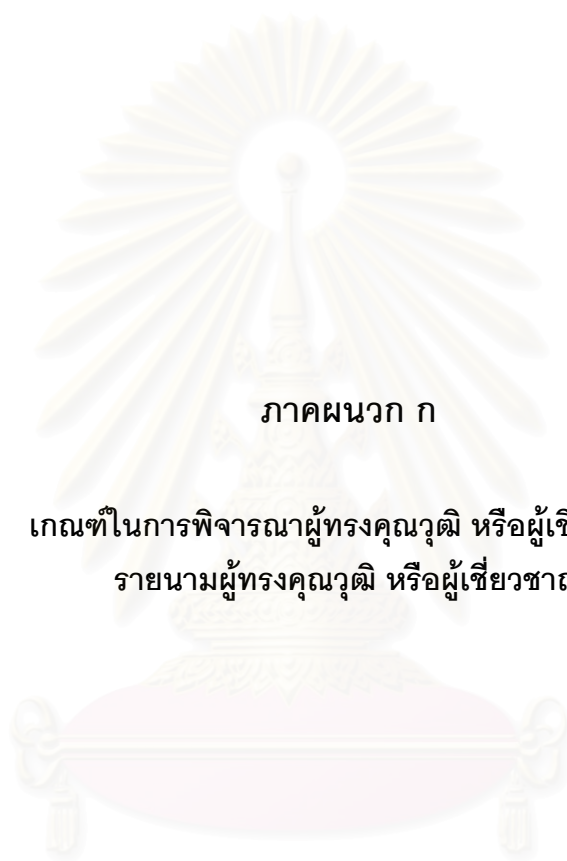 ภาคผนวก ก
เกณฑ์ในการพิจารณาผู้ทรงคุณวุฒิ หรือ
รายนามผู้ทรงคุณวุฒิ หรือผู้เชี่ยวชาญ